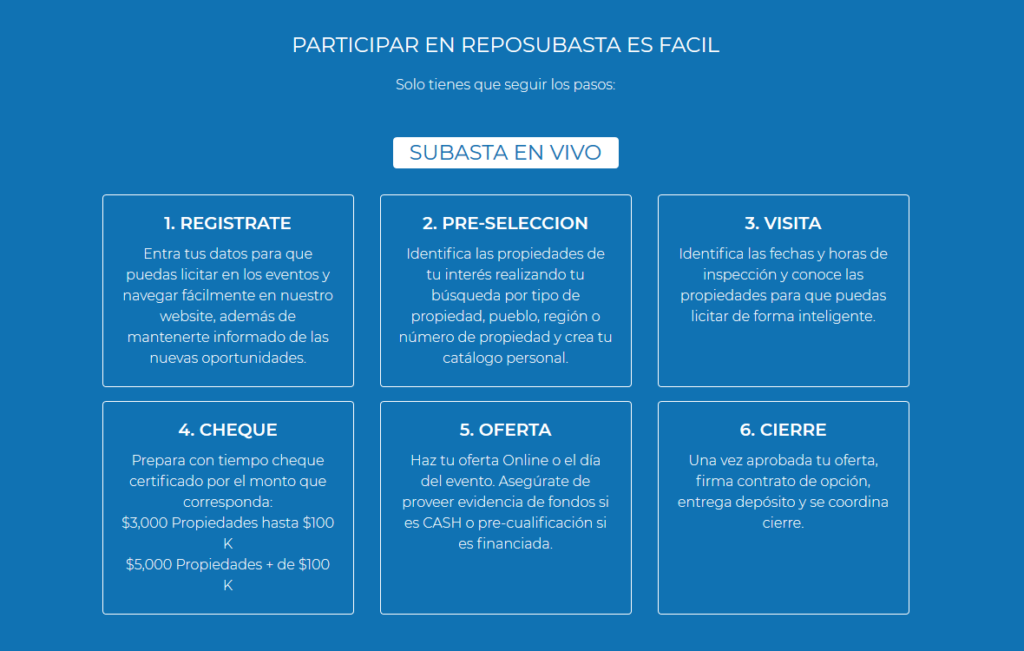 PARTICIPAR EN REPOSUBASTA ES FACIL
Solo tienes que seguir los pasos:
SUBASTA EN VIVO
1. REGISTRATE
Entra tus datos para que
puedas licitar en los eventos y
navegar fácilmente en nuestro
website, además de
mantenerte informado de las
nuevas oportunidades.
2. PRE-SELECCION
Identifica las propiedades de
tu interés realizando tu
búsqueda por tipo de
propiedad, pueblo, región o
número de propiedad y crea tu
catálogo personal.
3. VISITA
Identifica las fechas y horas de
inspección y conoce las
propiedades para que puedas
licitar de forma inteligente.
4. CHEQUE
Prepara con tiempo cheque
certificado por el monto que
corresponda:
$3,000 Propiedades hasta $100
K
$5,000 Propiedades + de $100
K
5. OFERTA
Haz tu oferta Online o el día
del evento. Asegúrate de
proveer evidencia de fondos si
es CASH o pre-cualificación si
es financiada.
6. CIERRE
Una vez aprobada tu oferta,
firma contrato de opción,
entrega depósito y se coordina
cierre.